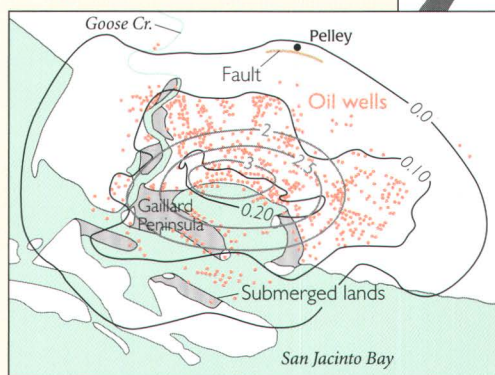 Goose Cr.
Pelley
Fault
Oil wells
0.0
2
2.5
0.10
3
0.20
Gaillard
Peninsula
Submerged lands
San Jacinto Bay